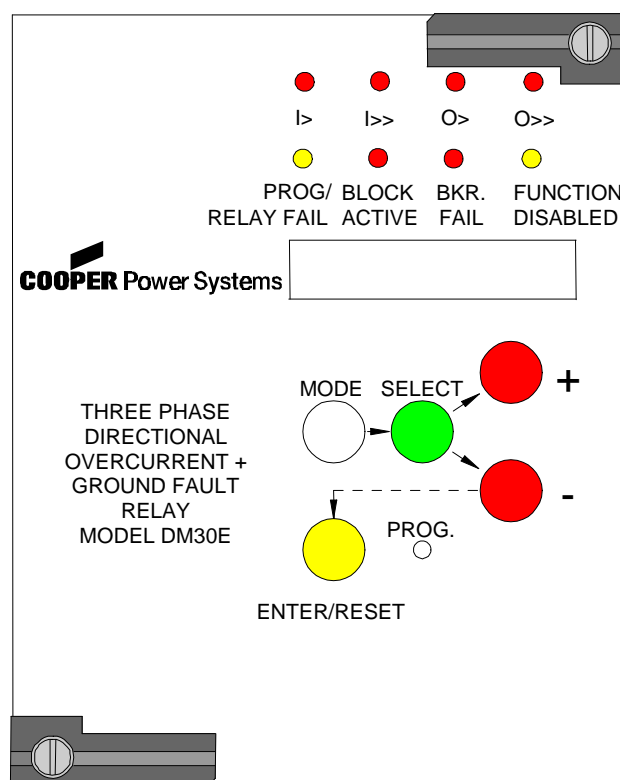 I> I>> O> O>>
PROG/ BLOCK BKR. FUNCTION
RELAY FAIL ACTIVE FAIL DISABLED
COOPER Power Systems
MODE SELECT
+
THREE PHASE
DIRECTIONAL
OVERCURRENT +
GROUND FAULT
RELAY
MODEL DM30E
-
PROG.
ENTER/RESET